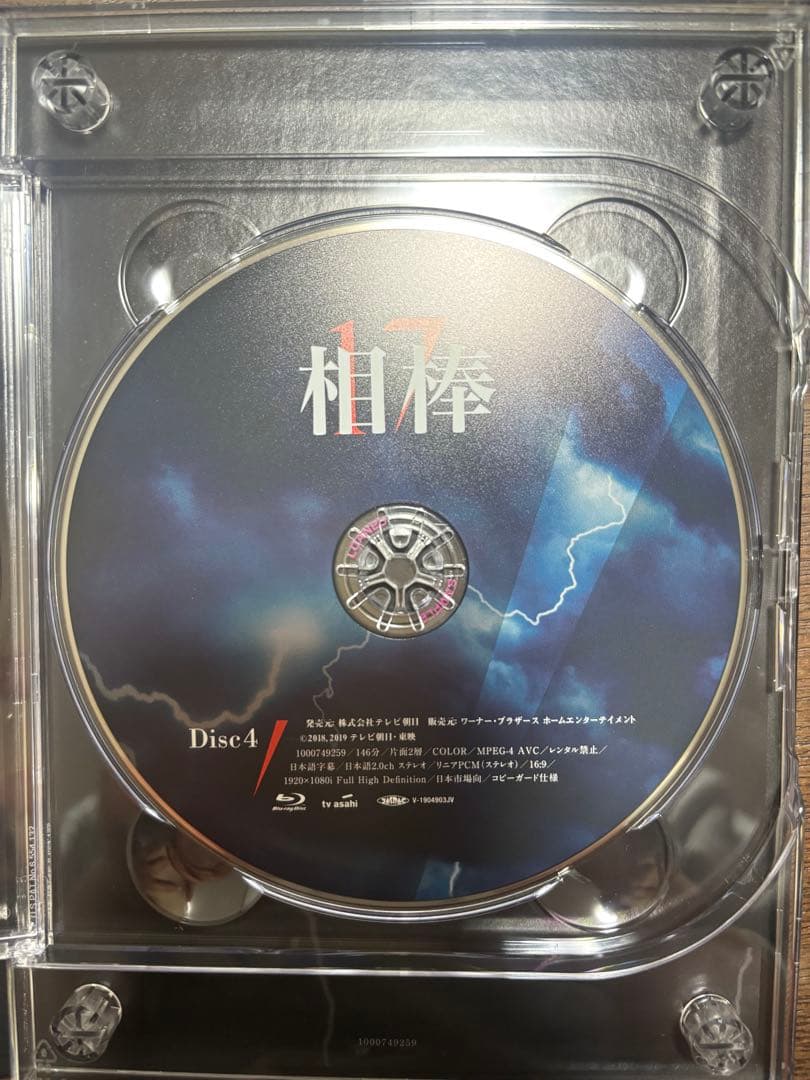 17
相棒
Disc4
発売元: 株式会社テレビ朝日 販売元: ワーナー・ブラザース ホームエンターテイメント
©2018, 2019 テレビ朝日・東映
1000749259/146分/片面2層/COLOR/MPEG-4 AVC/レンタル禁止/
日本語字幕/日本語2.0ch ステレオ/リニアPCM(ステレオ)/16:9/
1920×1080i Full High Definition/日本市場向/コピーガード仕様
Blu-ray Disc tv asahi V-1904903JV
1000749259